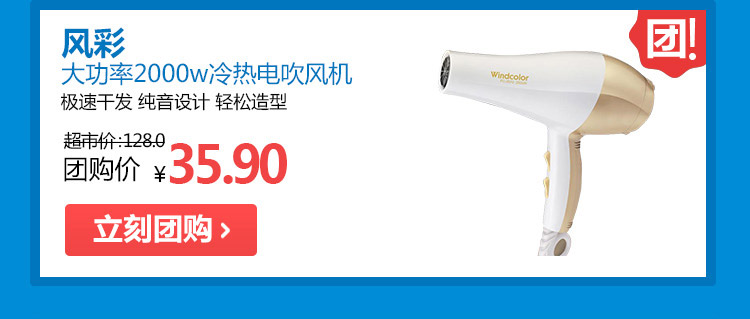 团!
风彩
大功率2000w冷热电吹风机
极速干发 纯音设计 轻松造型
超市价:128.0
团购价 ¥35.90
立刻团购 ›
Windcolor